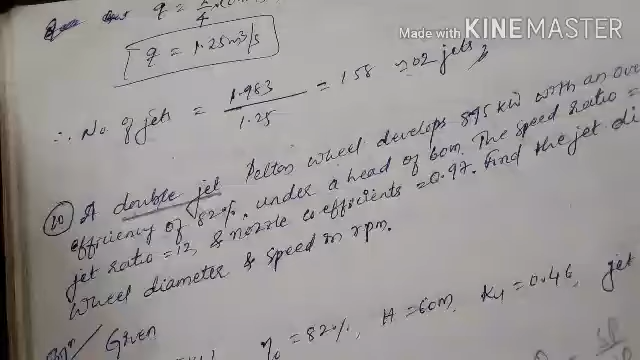 Made with KINEMASTER
q = 1.25 m³/s
∴ No. of jets = 1.983 / 1.25 = 1.58 ≈ 02 jets
(10) A double jet Pelton wheel develops 895 KW with an over
efficiency of 82%. under a head of 60m. The speed ratio =
jet ratio = 12, & nozzle coefficients = 0.97. Find the jet di
Wheel diameter & speed in rpm.
Given
η₀ = 82%, H = 60m, Ku = 0.46, jet